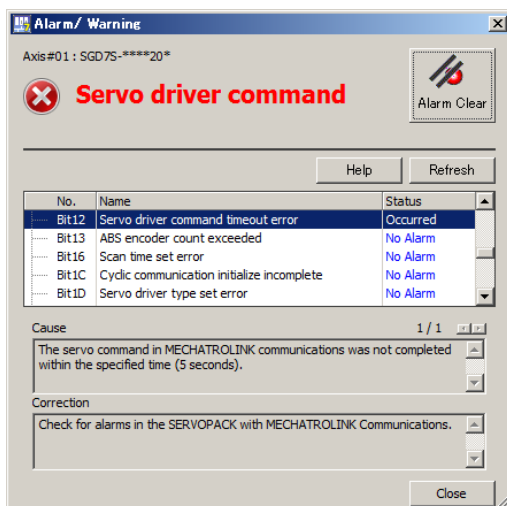 Alarm/ Warning
Axis#01 : SGD7S-****20*
Servo driver command
Alarm Clear
Help
Refresh
No. Name Status
Bit12 Servo driver command timeout error Occurred
Bit13 ABS encoder count exceeded No Alarm
Bit16 Scan time set error No Alarm
Bit1C Cyclic communication initialize incomplete No Alarm
Bit1D Servo driver type set error No Alarm
Cause 1 / 1
The servo command in MECHATROLINK communications was not completed
within the specified time (5 seconds).
Correction
Check for alarms in the SERVOPACK with MECHATROLINK Communications.
Close